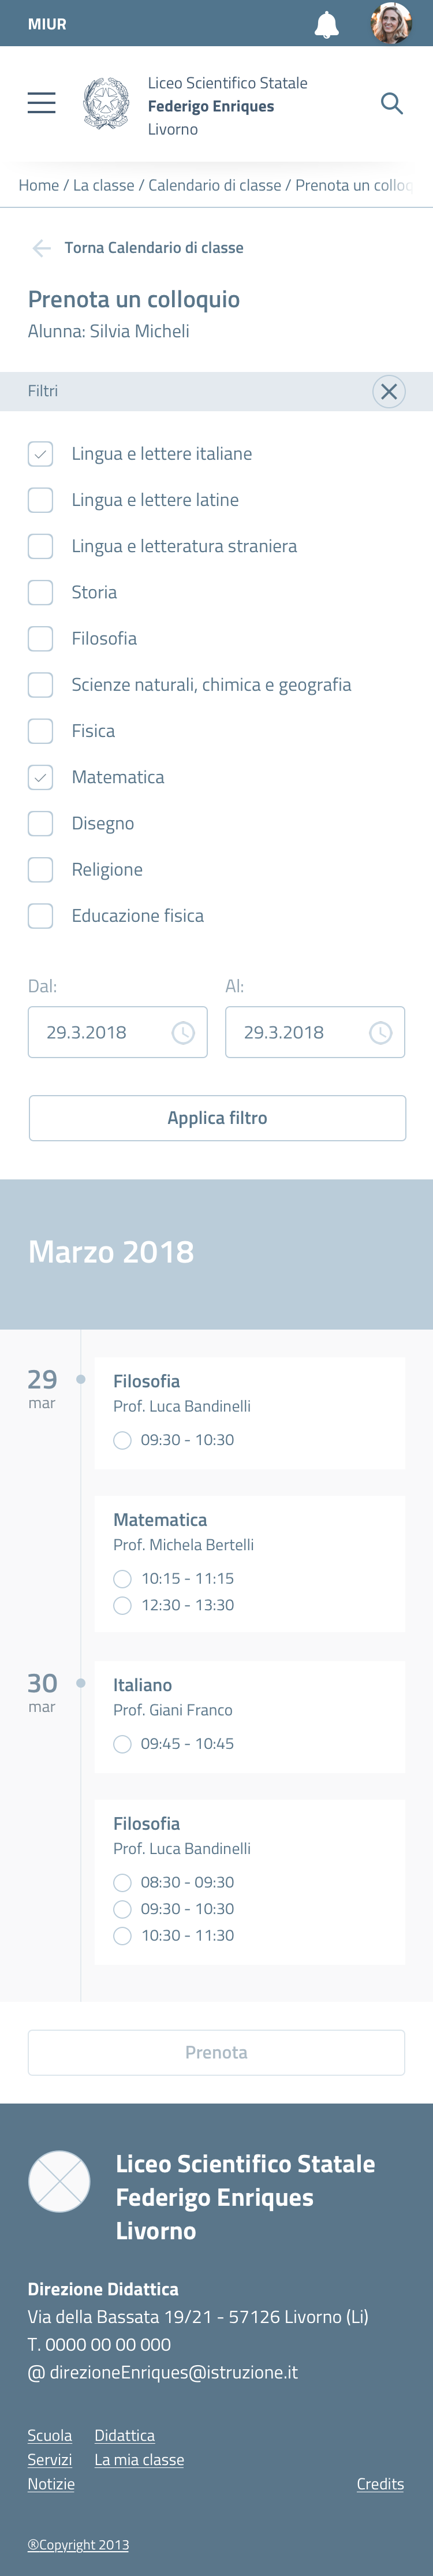 MIUR
Liceo Scientifico Statale
Federigo Enriques
Livorno
Home / La classe / Calendario di classe / Prenota un colloq
Torna Calendario di classe
Prenota un colloquio
Alunna: Silvia Micheli
Filtri
Lingua e lettere italiane
Lingua e lettere latine
Lingua e letteratura straniera
Storia
Filosofia
Scienze naturali, chimica e geografia
Fisica
Matematica
Disegno
Religione
Educazione fisica
Dal: Al:
29.3.2018 29.3.2018
Applica filtro
Marzo 2018
29
mar
Filosofia
Prof. Luca Bandinelli
09:30 - 10:30
Matematica
Prof. Michela Bertelli
10:15 - 11:15
12:30 - 13:30
30
mar
Italiano
Prof. Giani Franco
09:45 - 10:45
Filosofia
Prof. Luca Bandinelli
08:30 - 09:30
09:30 - 10:30
10:30 - 11:30
Prenota
Liceo Scientifico Statale
Federigo Enriques
Livorno
Direzione Didattica
Via della Bassata 19/21 - 57126 Livorno (Li)
T. 0000 00 00 000
@ direzioneEnriques@istruzione.it
Scuola Didattica
Servizi La mia classe
Notizie Credits
®Copyright 2013